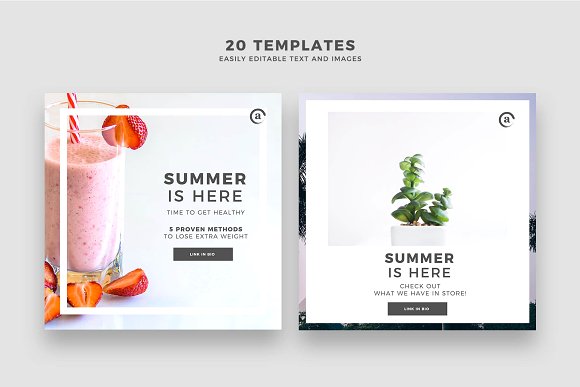 20 TEMPLATES
EASILY EDITABLE TEXT AND IMAGES
a
SUMMER
IS HERE
TIME TO GET HEALTHY
5 PROVEN METHODS
TO LOSE EXTRA WEIGHT
LINK IN BIO
a
SUMMER
IS HERE
CHECK OUT
WHAT WE HAVE IN STORE!
LINK IN BIO